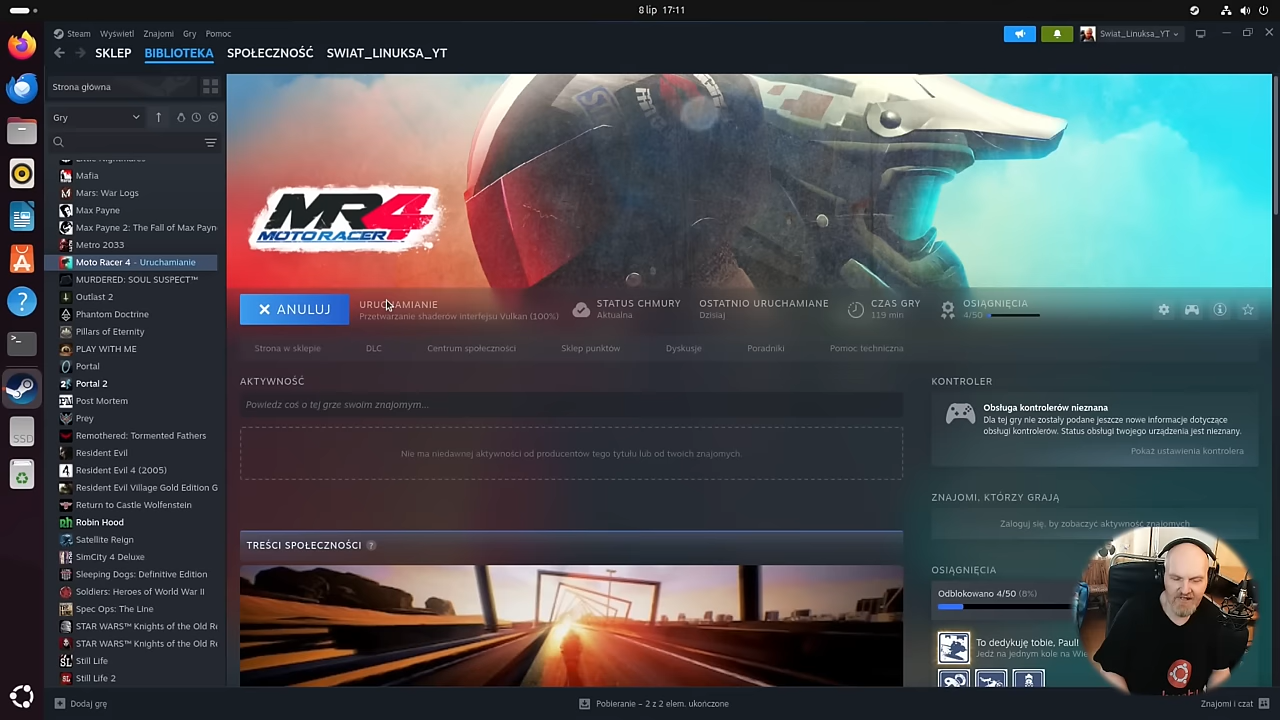 8 lip 17:11
Steam Wyświetl Znajomi Gry Pomoc
Swiat_Linuksa_YT
SKLEP BIBLIOTEKA SPOŁECZNOŚĆ SWIAT_LINUKSA_YT
Strona główna
Gry
Mafia
Mars: War Logs
Max Payne
Max Payne 2: The Fall of Max Payn
Metro 2033
Moto Racer 4 - Uruchamianie
MURDERED: SOUL SUSPECT™
Outlast 2
Phantom Doctrine
Pillars of Eternity
PLAY WITH ME
Portal
Portal 2
Post Mortem
Prey
Remothered: Tormented Fathers
Resident Evil
Resident Evil 4 (2005)
Resident Evil Village Gold Edition G
Return to Castle Wolfenstein
Robin Hood
Satellite Reign
SimCity 4 Deluxe
Sleeping Dogs: Definitive Edition
Soldiers: Heroes of World War II
Spec Ops: The Line
STAR WARS™ Knights of the Old R
STAR WARS™ Knights of the Old R
Still Life
Still Life 2
MR4
MOTO RACER 4
ANULUJ
URUCHAMIANIE
Przetwarzanie shaderów interfejsu Vulkan (100%)
STATUS CHMURY
Aktualna
OSTATNIO URUCHAMIANE
Dzisiaj
CZAS GRY
119 min
OSIĄGNIĘCIA
4/50
Strona w sklepie DLC Centrum społeczności Sklep punktów Dyskusje Poradniki Pomoc techniczna
AKTYWNOŚĆ
Powiedz coś o tej grze swoim znajomym...
Nie ma niedawnej aktywności od producentów tego tytułu lub od twoich znajomych.
TREŚCI SPOŁECZNOŚCI ?
KONTROLER
Obsługa kontrolerów nieznana
Dla tej gry nie zostały podane jeszcze nowe informacje dotyczące
obsługi kontrolerów. Status obsługi twojego urządzenia jest nieznany.
Pokaż ustawienia kontrolera
ZNAJOMI, KTÓRZY GRAJĄ
Zaloguj się, by zobaczyć aktywność znajomych
OSIĄGNIĘCIA
Odblokowano 4/50 (8%)
To dedykuję tobie, Paul!
Jedź na jednym kole na
SSD
Dodaj grę
Pobieranie – 2 z 2 elem. ukończone
Znajomi i czat